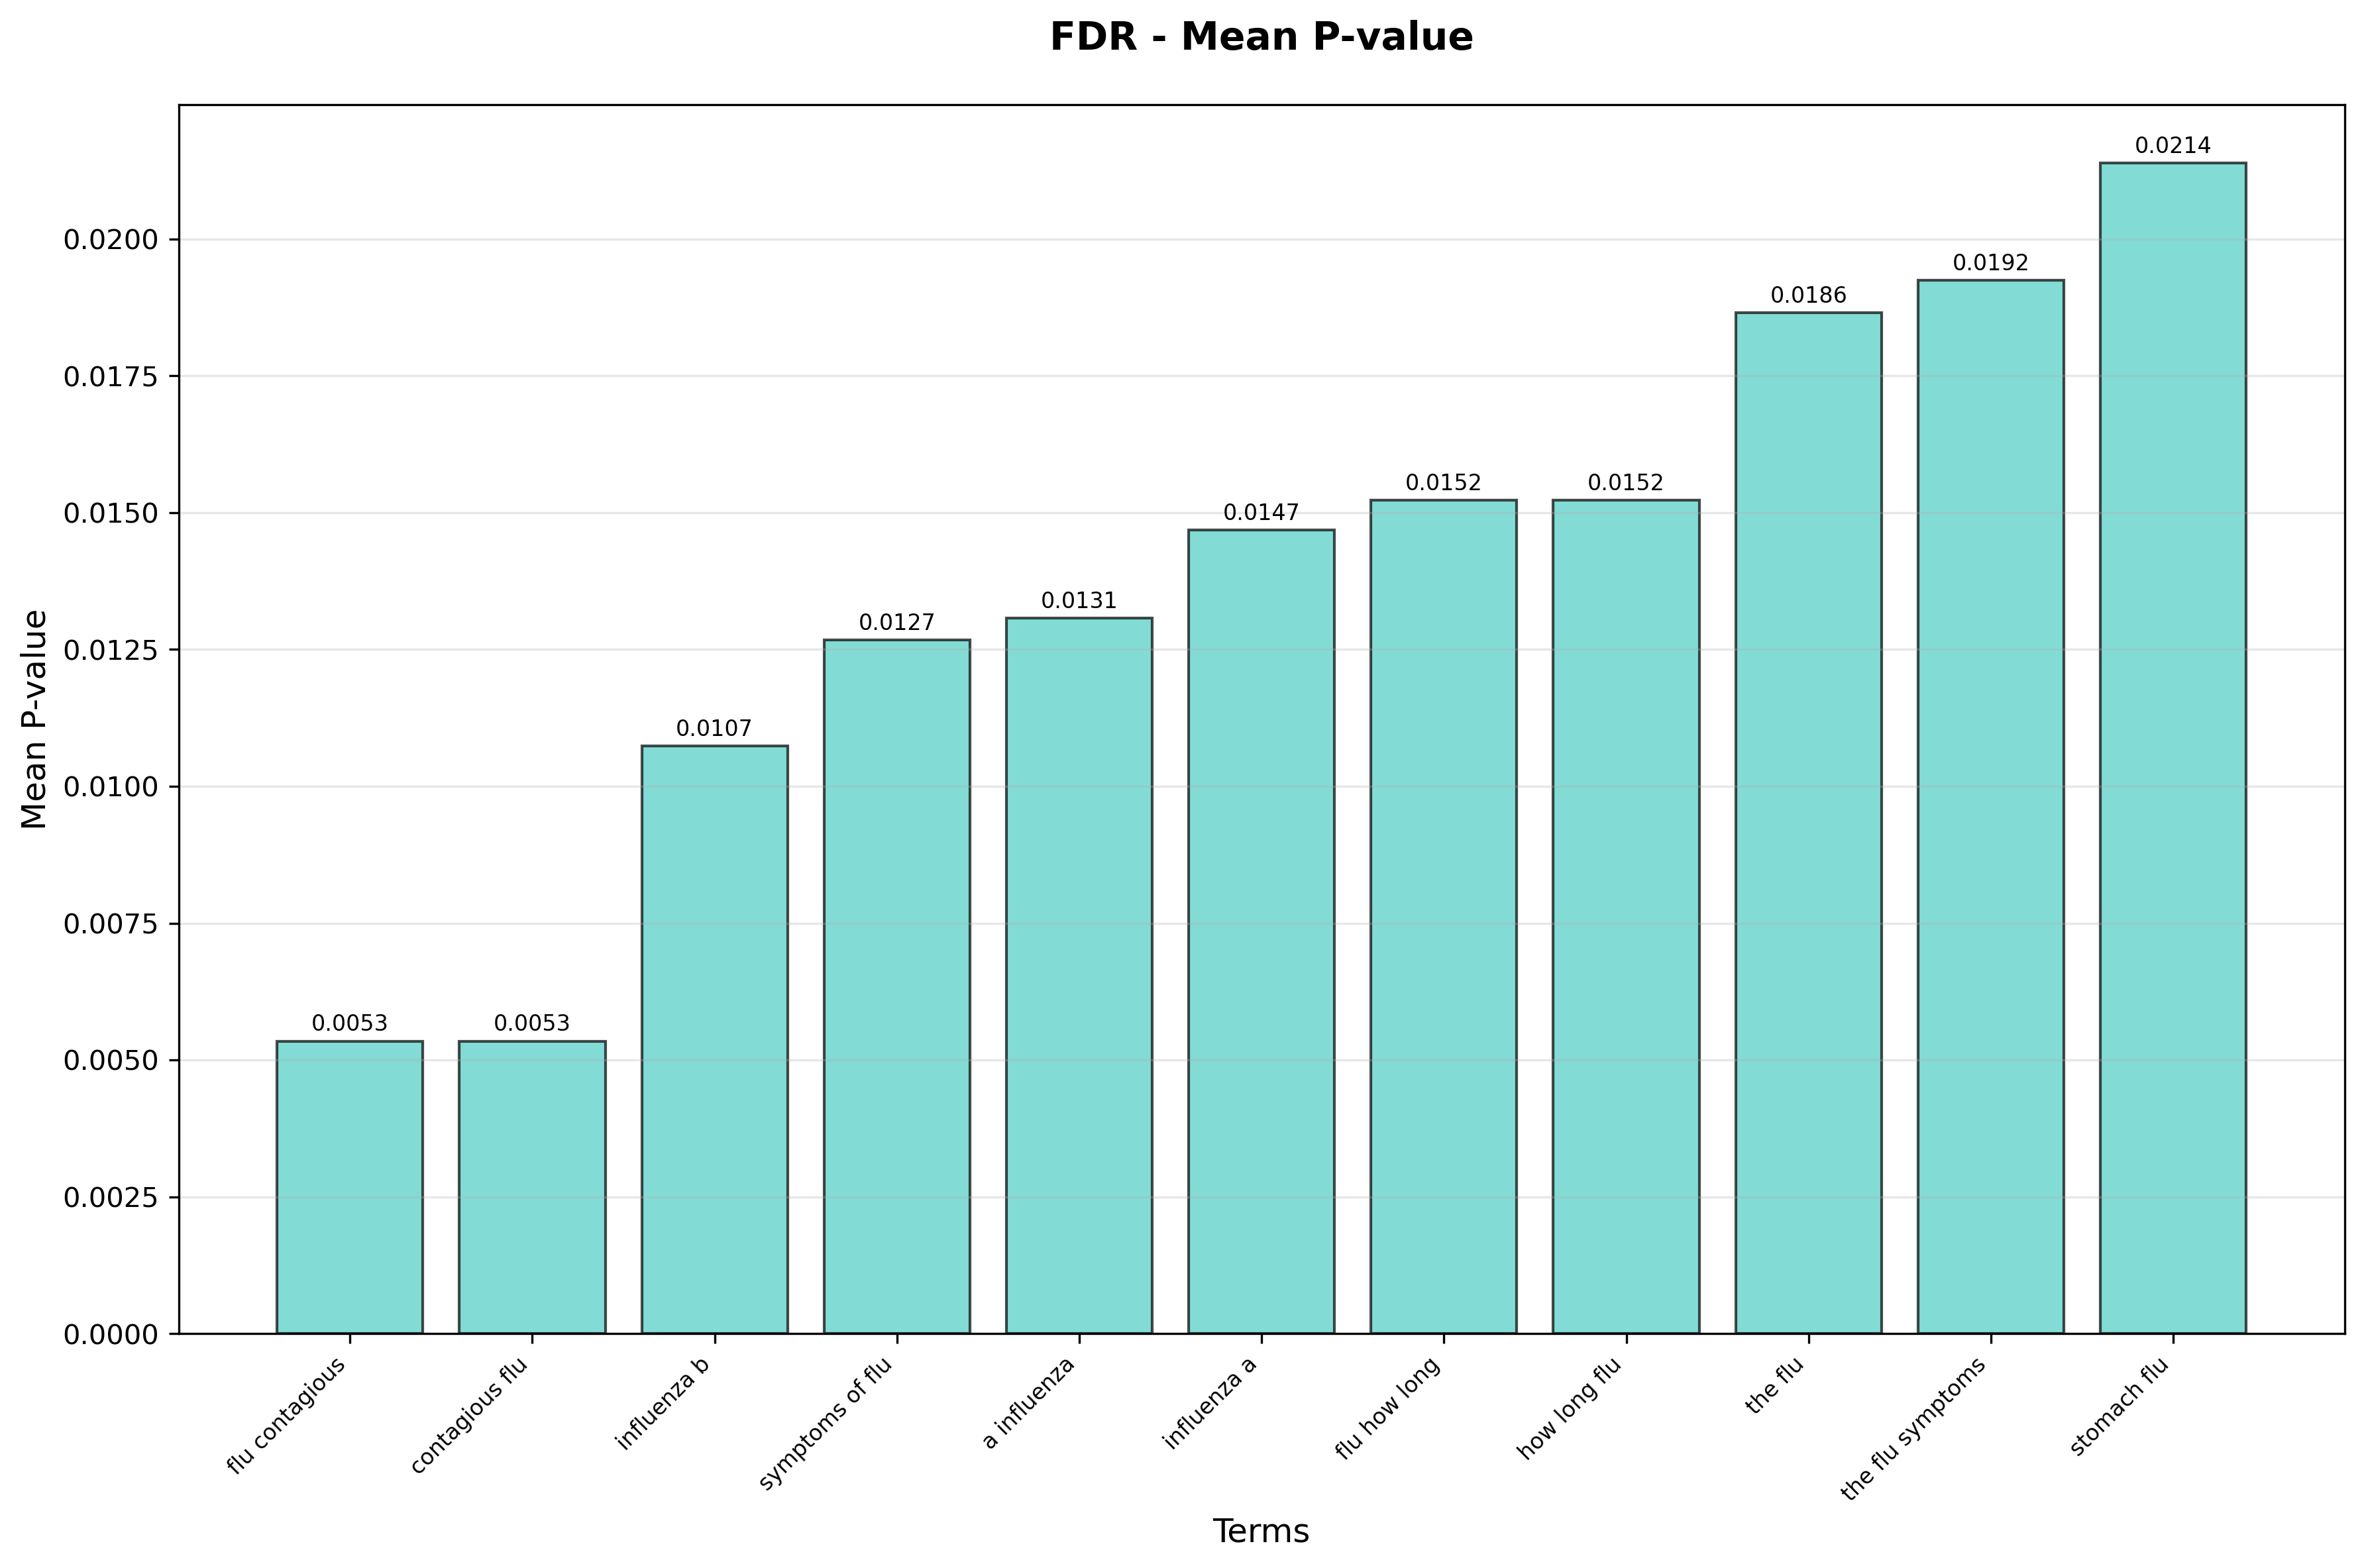 FDR - Mean P-value
Mean P-value
0.0200
0.0175
0.0150
0.0125
0.0100
0.0075
0.0050
0.0025
0.0000
0.0053
0.0053
0.0107
0.0127
0.0131
0.0147
0.0152
0.0152
0.0186
0.0192
0.0214
flu contagious
contagious flu
influenza b
symptoms of flu
a influenza
influenza a
flu how long
how long flu
the flu
the flu symptoms
stomach flu
Terms